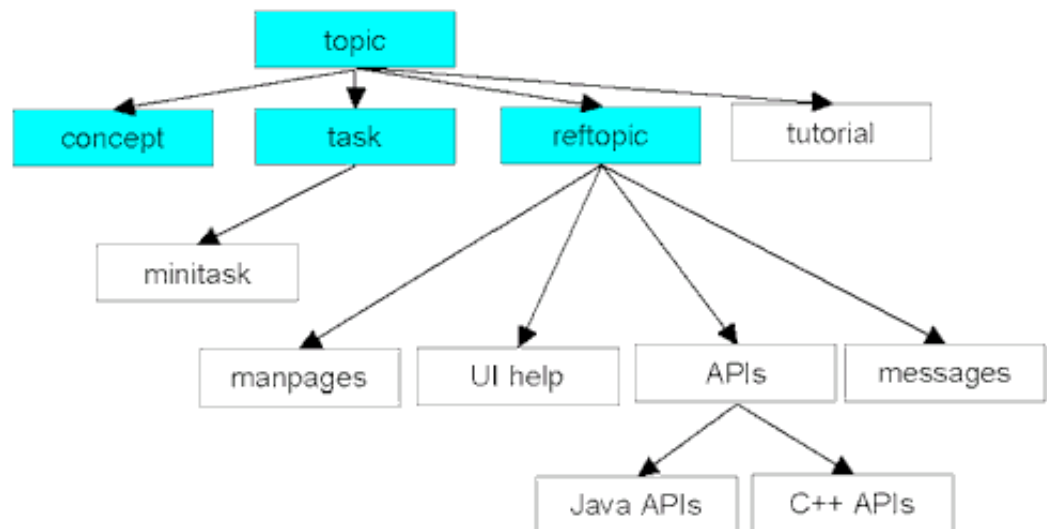 topic
concept
task
reftopic
tutorial
minitask
manpages
UI help
APIs
messages
Java APIs
C++ APIs